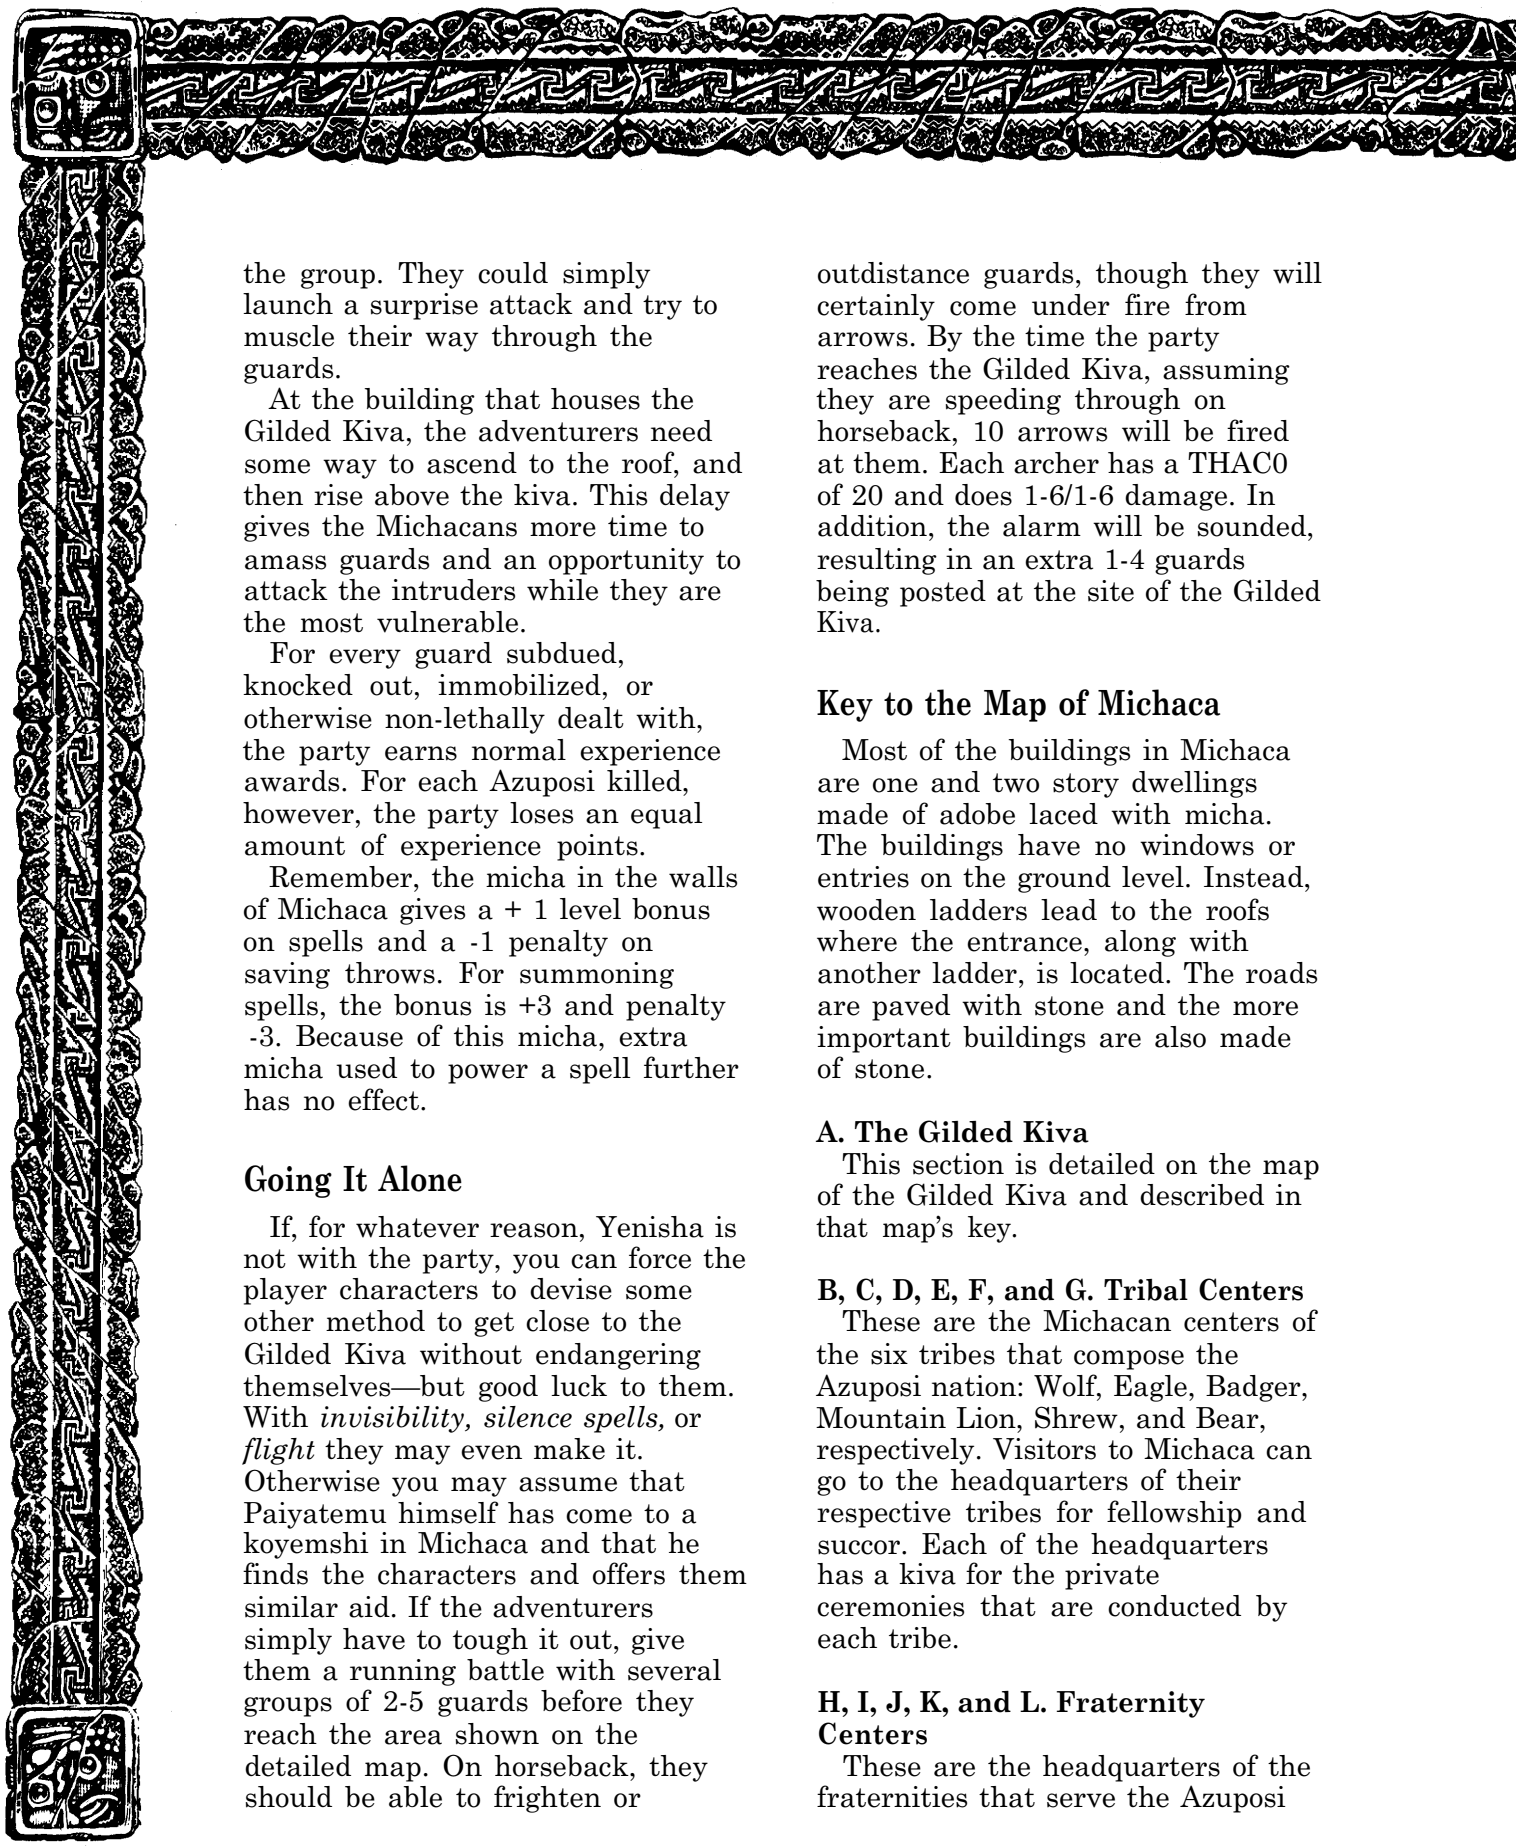 the group. They could simply
launch a surprise attack and try to
muscle their way through the
guards.
At the building that houses the
Gilded Kiva, the adventurers need
some way to ascend to the roof, and
then rise above the kiva. This delay
gives the Michacans more time to
amass guards and an opportunity to
attack the intruders while they are
the most vulnerable.
For every guard subdued,
knocked out, immobilized, or
otherwise non-lethally dealt with,
the party earns normal experience
awards. For each Azuposi killed,
however, the party loses an equal
amount of experience points.
Remember, the micha in the walls
of Michaca gives a + 1 level bonus
on spells and a -1 penalty on
saving throws. For summoning
spells, the bonus is +3 and penalty
-3. Because of this micha, extra
micha used to power a spell further
has no effect.
Going It Alone
If, for whatever reason, Yenisha is
not with the party, you can force the
player characters to devise some
other method to get close to the
Gilded Kiva without endangering
themselves—but good luck to them.
With invisibility, silence spells, or
flight they may even make it.
Otherwise you may assume that
Paiyatemu himself has come to a
koyemshi in Michaca and that he
finds the characters and offers them
similar aid. If the adventurers
simply have to tough it out, give
them a running battle with several
groups of 2-5 guards before they
reach the area shown on the
detailed map. On horseback, they
should be able to frighten or
outdistance guards, though they will
certainly come under fire from
arrows. By the time the party
reaches the Gilded Kiva, assuming
they are speeding through on
horseback, 10 arrows will be fired
at them. Each archer has a THAC0
of 20 and does 1-6/1-6 damage. In
addition, the alarm will be sounded,
resulting in an extra 1-4 guards
being posted at the site of the Gilded
Kiva.
Key to the Map of Michaca
Most of the buildings in Michaca
are one and two story dwellings
made of adobe laced with micha.
The buildings have no windows or
entries on the ground level. Instead,
wooden ladders lead to the roofs
where the entrance, along with
another ladder, is located. The roads
are paved with stone and the more
important buildings are also made
of stone.
A. The Gilded Kiva
This section is detailed on the map
of the Gilded Kiva and described in
that map’s key.
B, C, D, E, F, and G. Tribal Centers
These are the Michacan centers of
the six tribes that compose the
Azuposi nation: Wolf, Eagle, Badger,
Mountain Lion, Shrew, and Bear,
respectively. Visitors to Michaca can
go to the headquarters of their
respective tribes for fellowship and
succor. Each of the headquarters
has a kiva for the private
ceremonies that are conducted by
each tribe.
H, I, J, K, and L. Fraternity
Centers
These are the headquarters of the
fraternities that serve the Azuposi